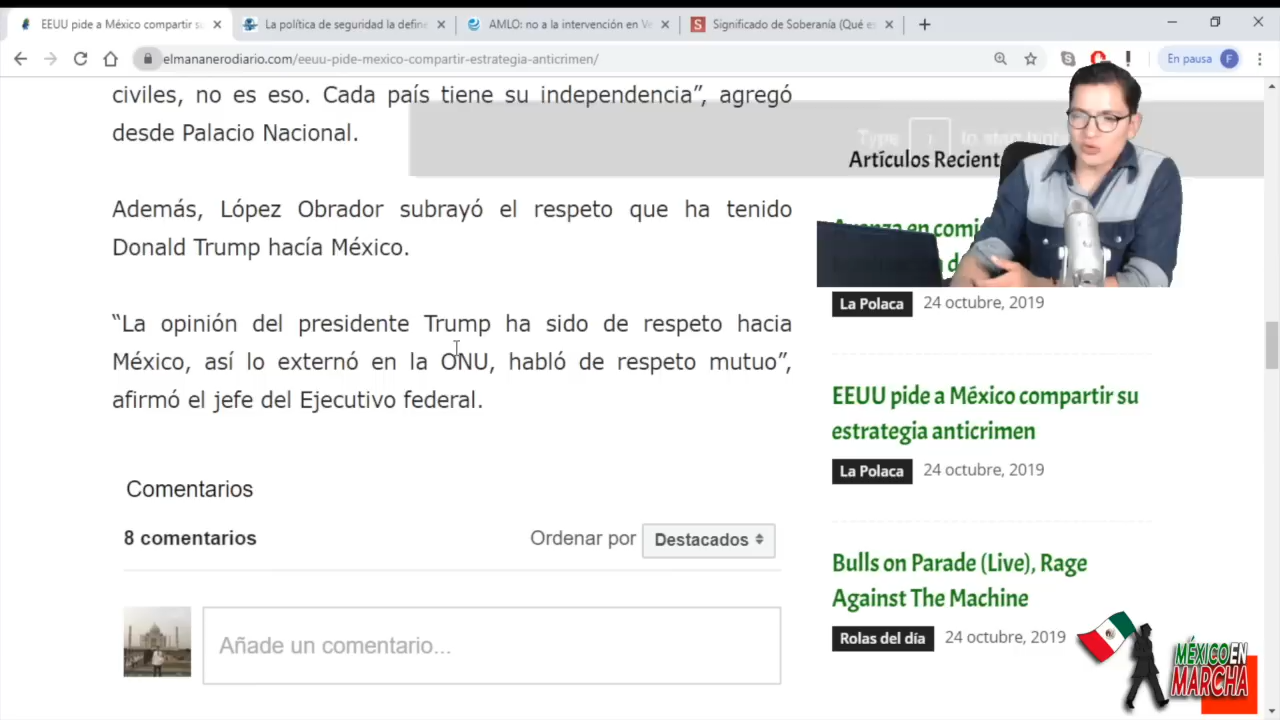 EEUU pide a México compartir su
La política de seguridad la define
AMLO: no a la intervención en Ve
Significado de Soberanía (Qué es
elmananerodiario.com/eeuu-pide-mexico-compartir-estrategia-anticrimen/
En pausa
F
civiles, no es eso. Cada país tiene su independencia”, agregó
desde Palacio Nacional.
Además, López Obrador subrayó el respeto que ha tenido
Donald Trump hacía México.
“La opinión del presidente Trump ha sido de respeto hacia
México, así lo externó en la ONU, habló de respeto mutuo”,
afirmó el jefe del Ejecutivo federal.
Comentarios
8 comentarios
Ordenar por
Destacados
Añade un comentario...
Type
to stop
Artículos Recient
Avanza en comi
La Polaca
24 octubre, 2019
EEUU pide a México compartir su
estrategia anticrimen
La Polaca
24 octubre, 2019
Bulls on Parade (Live), Rage
Against The Machine
Rolas del día
24 octubre, 2019
MÉXICO EN
MARCHA